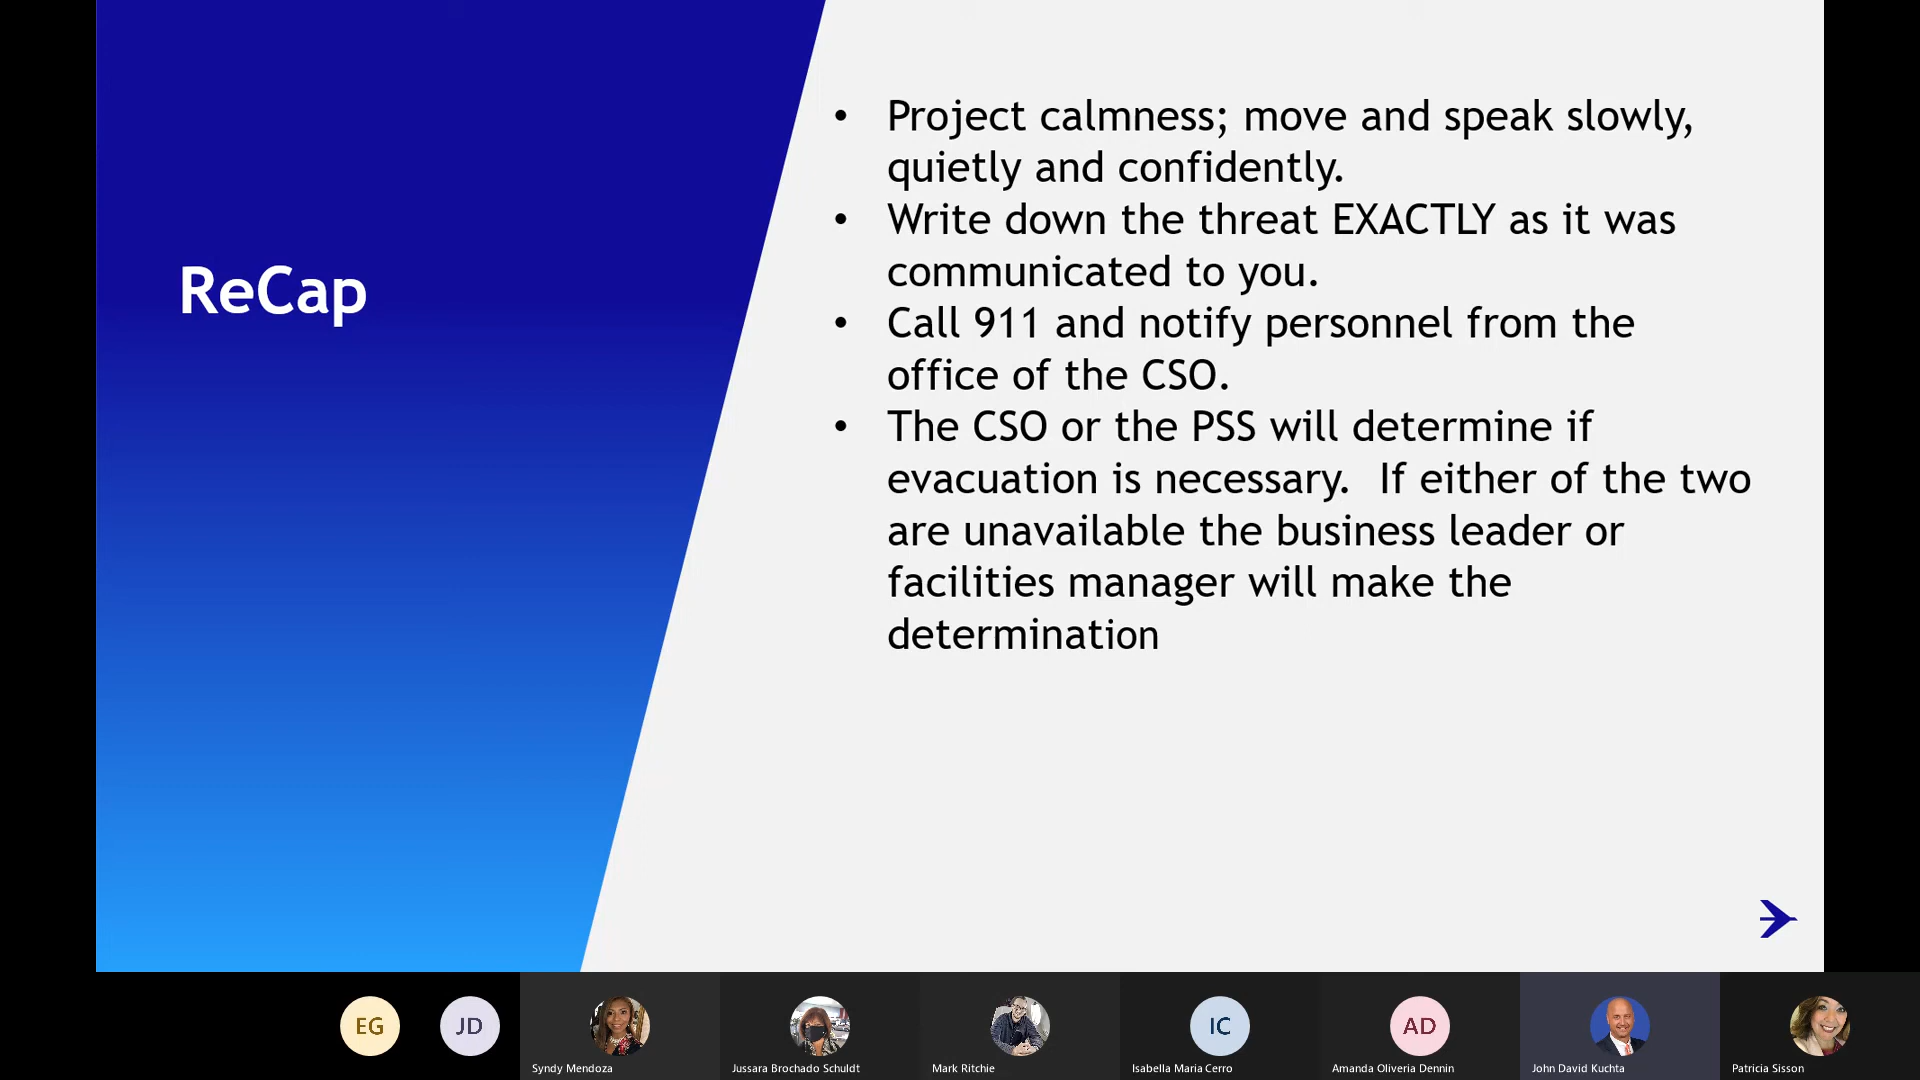 ReCap
• Project calmness; move and speak slowly,
quietly and confidently.
• Write down the threat EXACTLY as it was
communicated to you.
• Call 911 and notify personnel from the
office of the CSO.
• The CSO or the PSS will determine if
evacuation is necessary.  If either of the two
are unavailable the business leader or
facilities manager will make the
determination
EG
JD
IC
AD
Syndy Mendoza
Jussara Brochado Schuldt
Mark Ritchie
Isabella Maria Cerro
Amanda Oliveria Dennin
John David Kuchta
Patricia Sisson